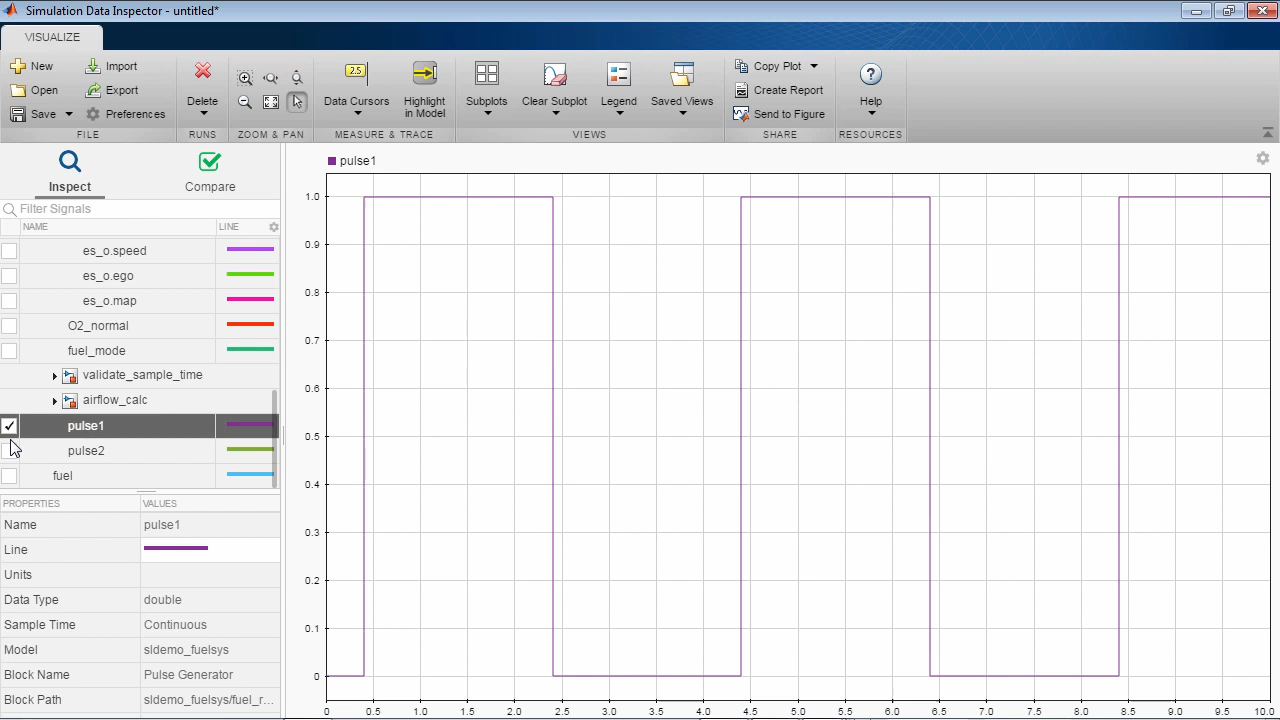 Simulation Data Inspector - untitled*
VISUALIZE
New
Import
Open
Export
Save
Preferences
FILE
Delete
RUNS
ZOOM & PAN
2.5
Data Cursors
Highlight in Model
MEASURE & TRACE
Subplots
Clear Subplot
Legend
Saved Views
VIEWS
Copy Plot
Create Report
Send to Figure
SHARE
?
Help
RESOURCES
Inspect
Compare
Filter Signals
NAME
LINE
es_o.speed
es_o.ego
es_o.map
O2_normal
fuel_mode
validate_sample_time
airflow_calc
pulse1
pulse2
fuel
PROPERTIES VALUES
Name pulse1
Line
Units
Data Type double
Sample Time Continuous
Model sldemo_fuelsys
Block Name Pulse Generator
Block Path sldemo_fuelsys/fuel_r...
pulse1
1.0
0.9
0.8
0.7
0.6
0.5
0.4
0.3
0.2
0.1
0
0 0.5 1.0 1.5 2.0 2.5 3.0 3.5 4.0 4.5 5.0 5.5 6.0 6.5 7.0 7.5 8.0 8.5 9.0 9.5 10.0